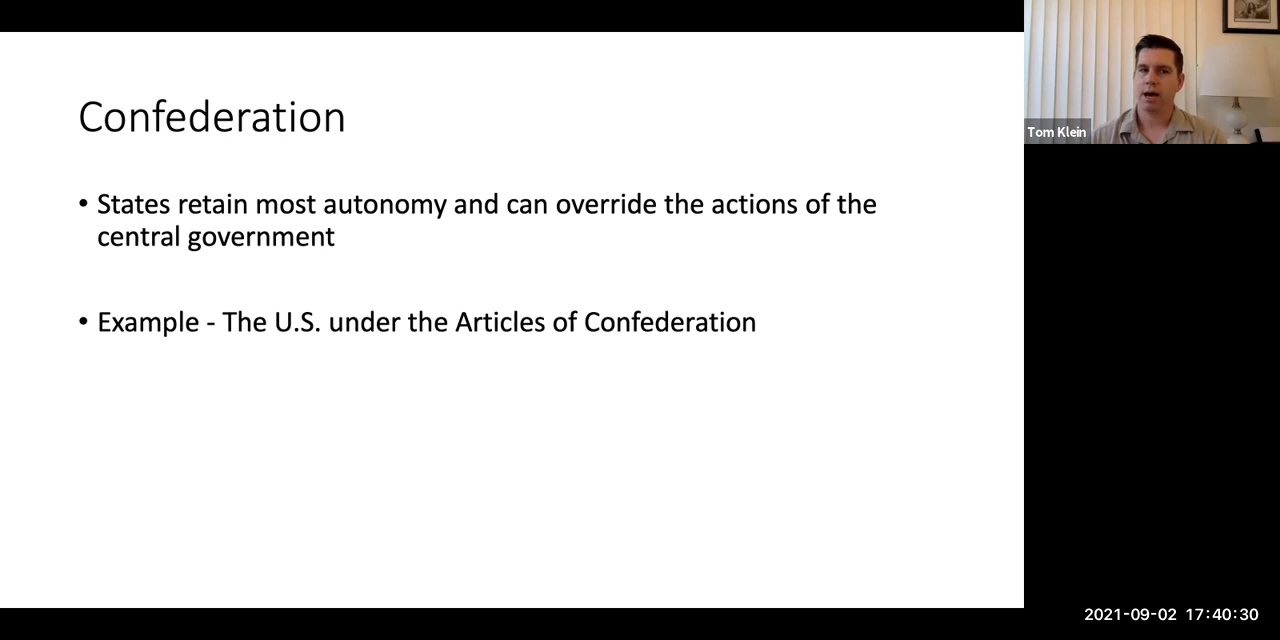 Confederation
• States retain most autonomy and can override the actions of the
central government
• Example - The U.S. under the Articles of Confederation
Tom Klein
2021-09-02 17:40:30